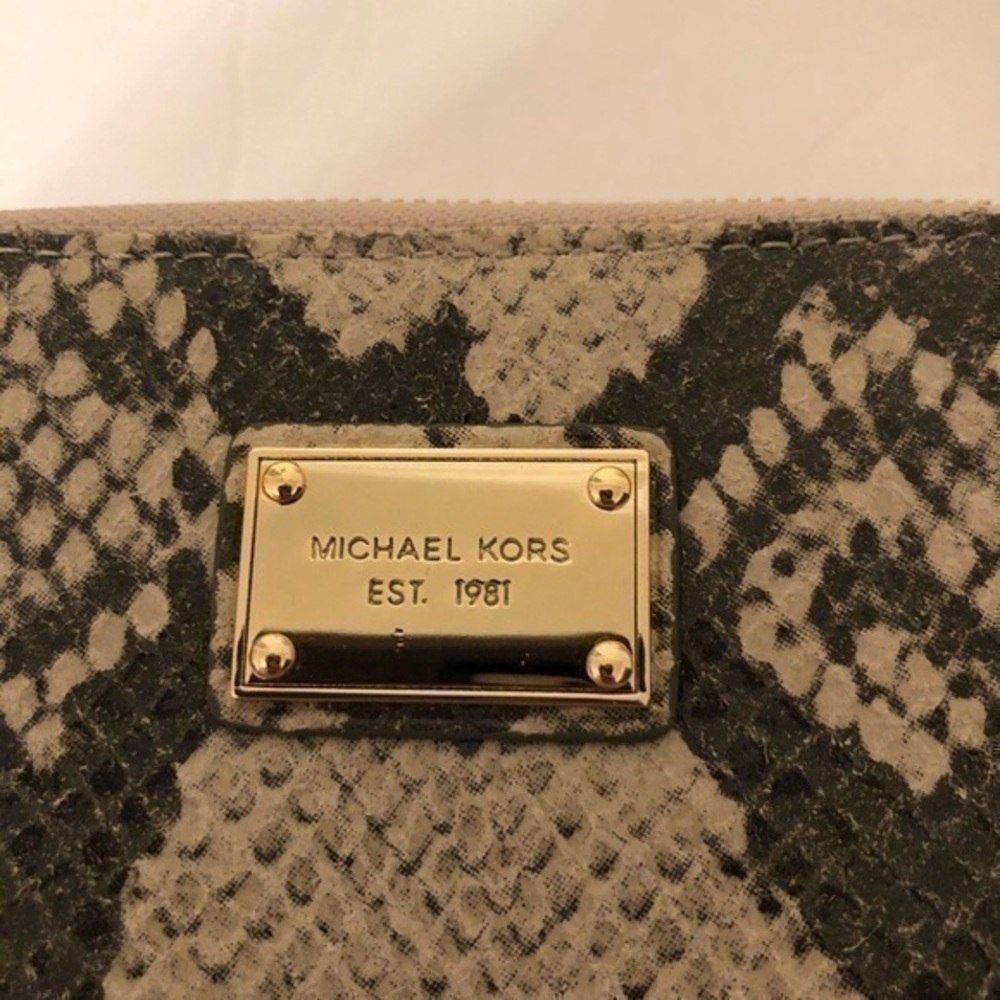 MICHAEL KORS
EST. 1981